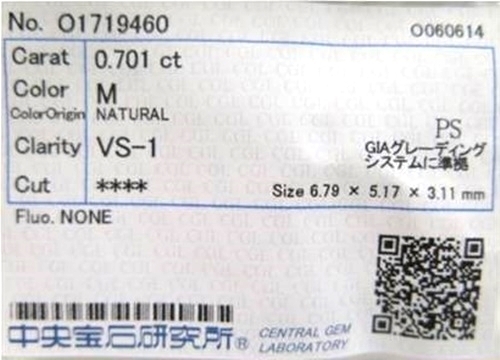 No. O1719460
O060614
Carat 0.701 ct
Color M
ColorOrigin NATURAL
PS
Clarity VS-1
GIAグレーディング
システムに準拠
Cut ****
Size 6.79 × 5.17 × 3.11 mm
Fluo. NONE
中央宝石研究所® CENTRAL GEM
LABORATORY